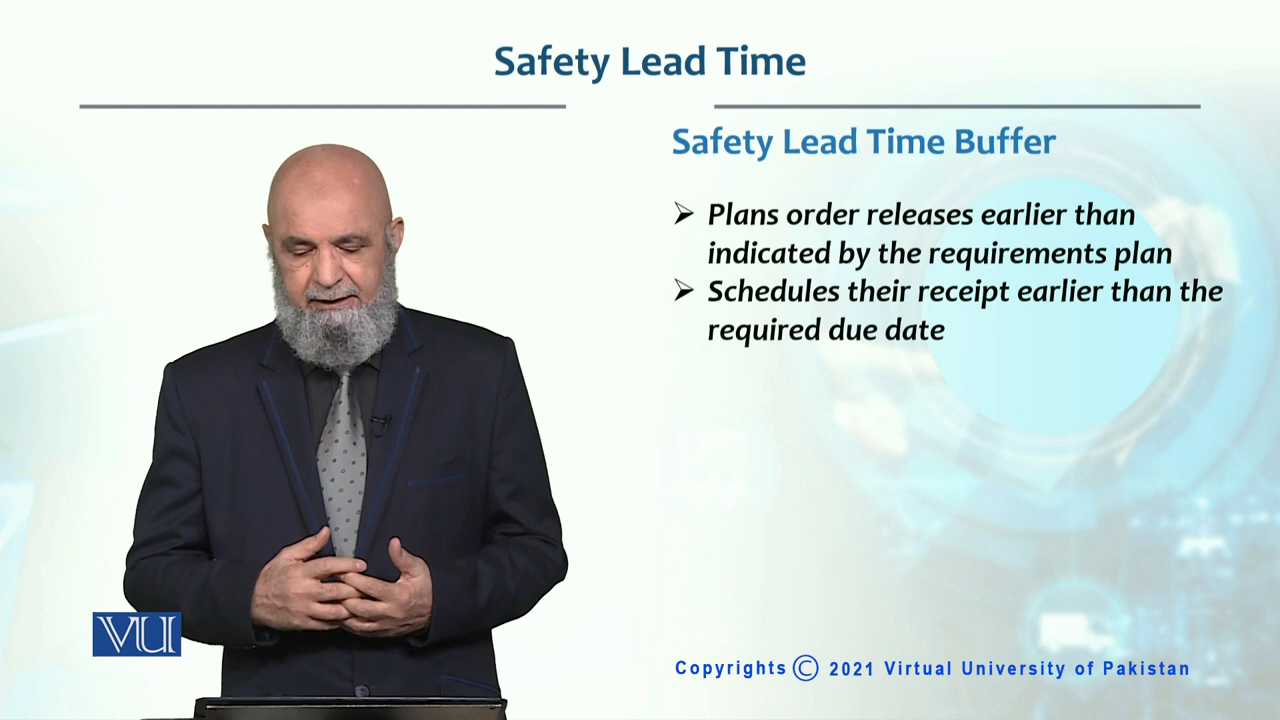 Safety Lead Time
Safety Lead Time Buffer
➢ Plans order releases earlier than
indicated by the requirements plan
➢ Schedules their receipt earlier than the
required due date
VU
Copyrights © 2021 Virtual University of Pakistan